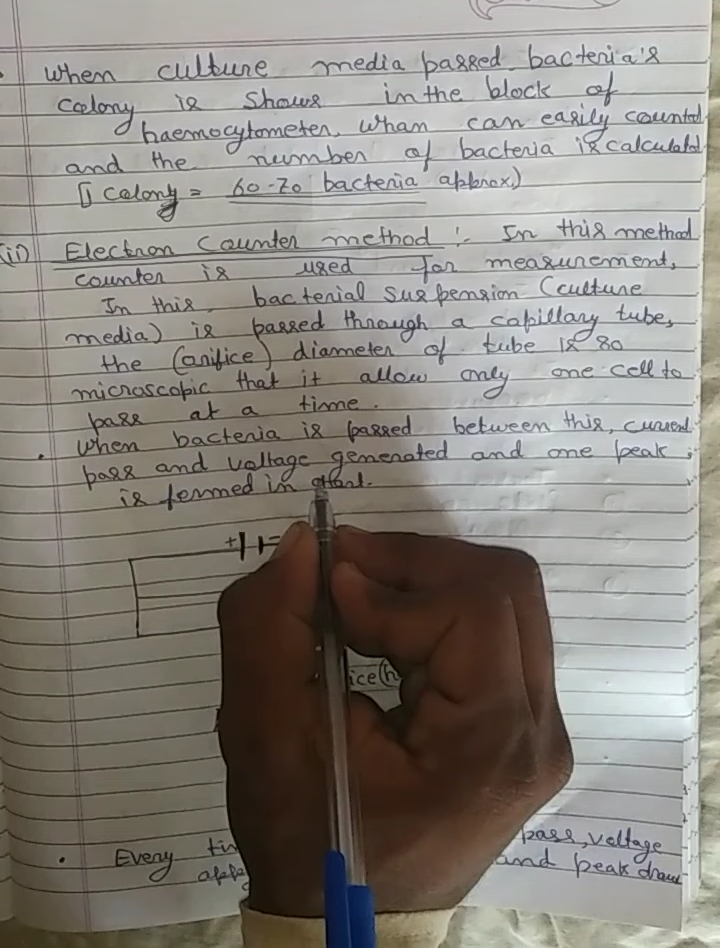 When culture media passed bacteria's
colony is shows in the block of
haemocytometer, whan can easily counted
and the number of bacteria is calculated
[1 colony = 60-70 bacteria approx.)
(ii) Electron Counter method :- In this method
counter is used for measurement,
In this, bacterial suspension (culture
media) is passed through a capillary tube,
the (orifice) diameter of tube is so
microscopic that it allow only one cell to
pass at a time.
• When bacteria is passed between this, current
pass and voltage generated and one peak
is formed in
+ -
ice(h
• Every pass, voltage
and peak draw